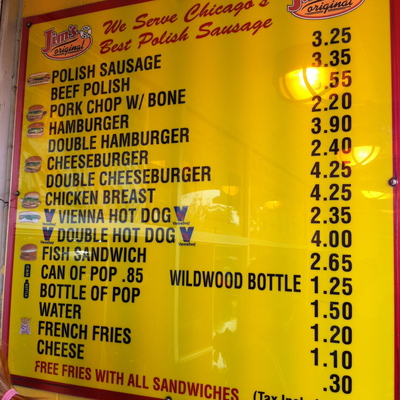 Jim's original
We Serve Chicago's
Best Polish Sausage
Jim's original
POLISH SAUSAGE 3.25
BEEF POLISH 3.35
PORK CHOP W/ BONE .55
HAMBURGER 2.20
DOUBLE HAMBURGER 3.90
CHEESEBURGER 2.40
DOUBLE CHEESEBURGER 4.25
CHICKEN BREAST 4.25
V VIENNA HOT DOG V 2.35
V DOUBLE HOT DOG V 4.00
FISH SANDWICH 2.65
CAN OF POP .85 WILDWOOD BOTTLE 1.25
BOTTLE OF POP 1.50
WATER 1.20
FRENCH FRIES 1.10
CHEESE .30
FREE FRIES WITH ALL SANDWICHES (Tax